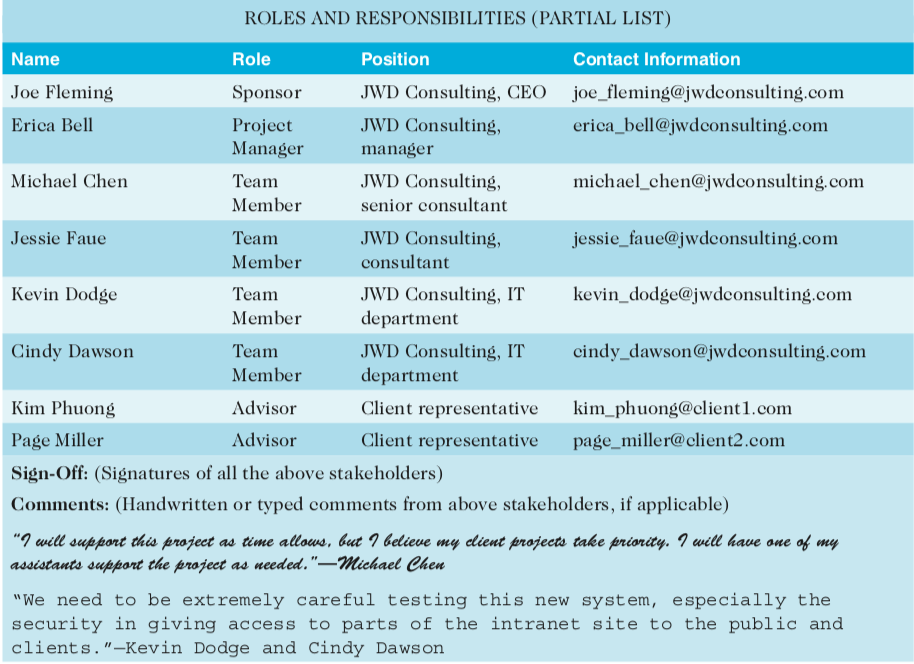 ROLES AND RESPONSIBILITIES (PARTIAL LIST)
Name Role Position Contact Information
Joe Fleming Sponsor JWD Consulting, CEO joe_fleming@jwdconsulting.com
Erica Bell Project JWD Consulting, erica_bell@jwdconsulting.com
Manager manager
Michael Chen Team JWD Consulting, michael_chen@jwdconsulting.com
Member senior consultant
Jessie Faue Team JWD Consulting, jessie_faue@jwdconsulting.com
Member consultant
Kevin Dodge Team JWD Consulting, IT kevin_dodge@jwdconsulting.com
Member department
Cindy Dawson Team JWD Consulting, IT cindy_dawson@jwdconsulting.com
Member department
Kim Phuong Advisor Client representative kim_phuong@client1.com
Page Miller Advisor Client representative page_miller@client2.com
Sign-Off: (Signatures of all the above stakeholders)
Comments: (Handwritten or typed comments from above stakeholders, if applicable)
"I will support this project as time allows, but I believe my client projects take priority. I will have one of my
assistants support the project as needed."—Michael Chen
"We need to be extremely careful testing this new system, especially the
security in giving access to parts of the intranet site to the public and
clients."—Kevin Dodge and Cindy Dawson